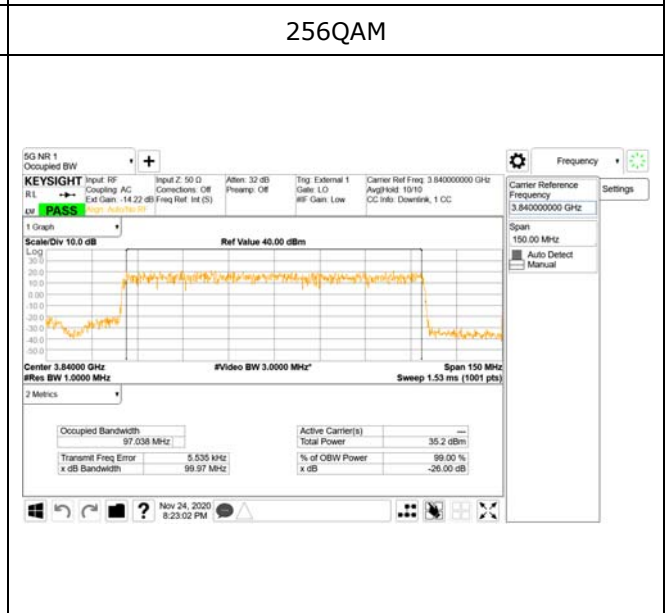 256QAM
5G NR 1
Occupied BW
Frequency
KEYSIGHT
Input: RF
Coupling: AC
Ext Gain: -14.22 dB
Align: Auto/No RF
Input Z: 50 Ω
Corrections: Off
Freq Ref: Int (S)
Atten: 32 dB
Preamp: Off
Trig: External 1
Gate: LO
#IF Gain: Low
Carrier Ref Freq: 3.840000000 GHz
Avg|Hold: 10/10
CC Info: Downlink, 1 CC
RL
PASS
Carrier Reference
Frequency
3.840000000 GHz
Settings
Span
150.00 MHz
Auto Detect
Manual
1 Graph
Scale/Div 10.0 dB
Ref Value 40.00 dBm
Log
30.0
20.0
10.0
0.00
-10.0
-20.0
-30.0
-40.0
-50.0
Center 3.84000 GHz
#Video BW 3.0000 MHz*
Span 150 MHz
#Res BW 1.0000 MHz
Sweep 1.53 ms (1001 pts)
2 Metrics
Occupied Bandwidth
97.038 MHz
Active Carrier(s)
---
Total Power
35.2 dBm
Transmit Freq Error
5.535 kHz
% of OBW Power
99.00 %
x dB Bandwidth
99.97 MHz
x dB
-26.00 dB
Nov 24, 2020
8:23:02 PM